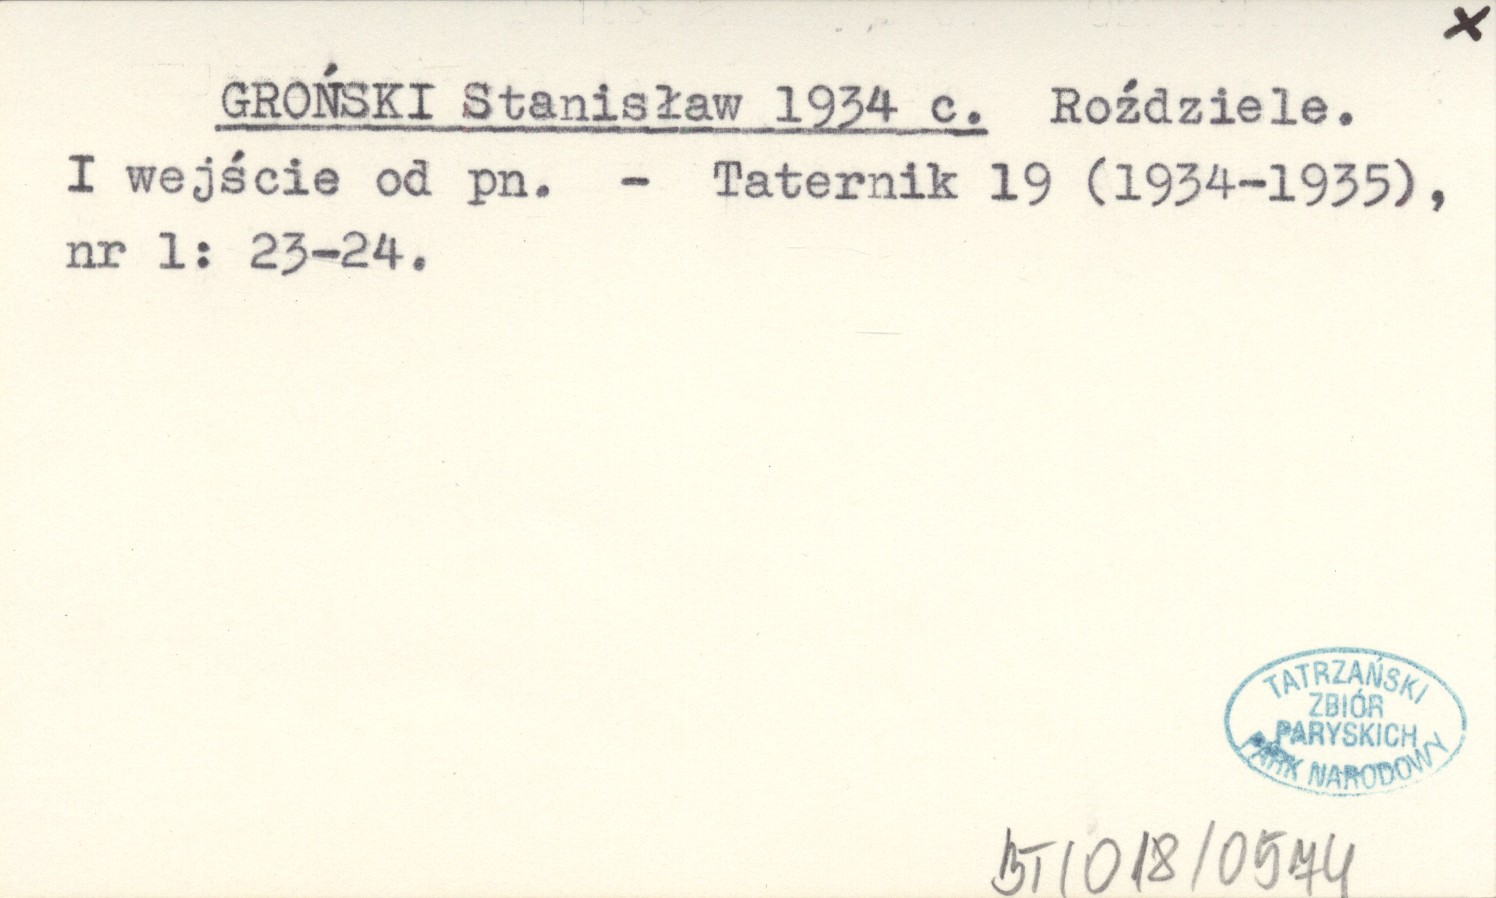 x
GROŃSKI Stanisław 1934 c. Roździele.
I wejście od pn. - Taternik 19 (1934-1935),
nr 1: 23-24.
TATRZAŃSKI
ZBIÓR
PARYSKICH
PARK NARODOWY
BT/018/0574